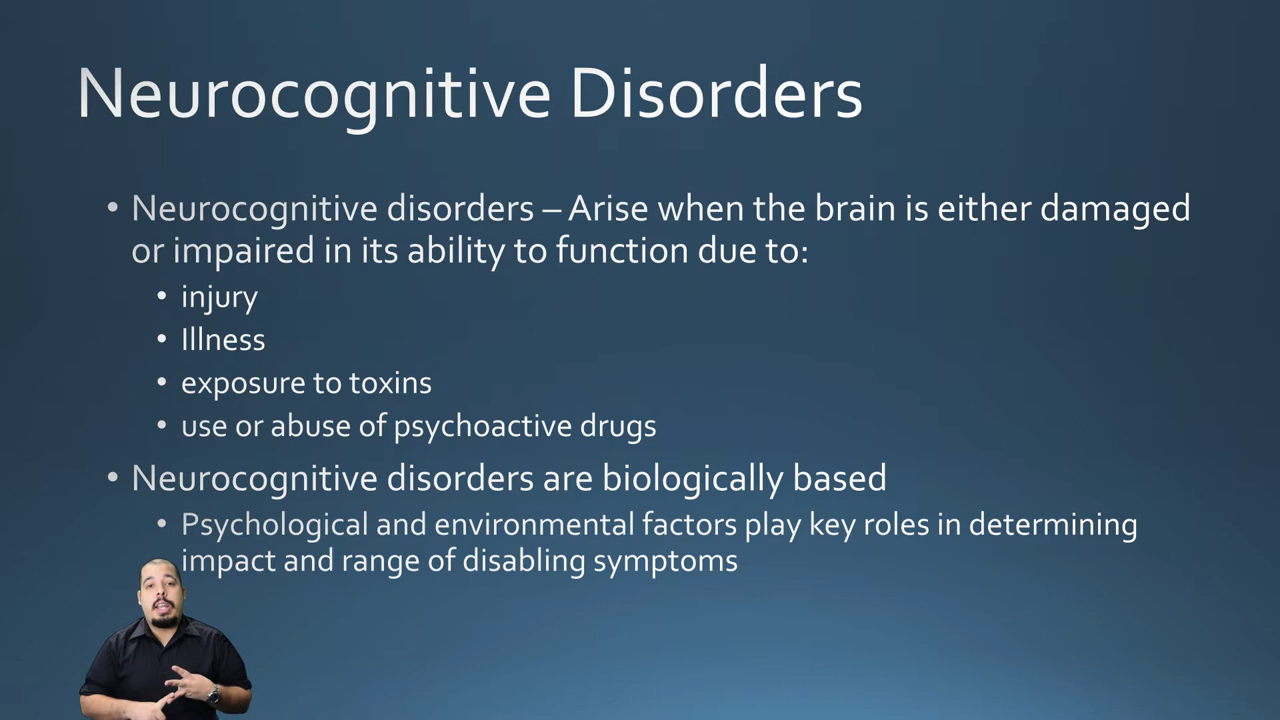 Neurocognitive Disorders
• Neurocognitive disorders – Arise when the brain is either damaged
or impaired in its ability to function due to:
• injury
• Illness
• exposure to toxins
• use or abuse of psychoactive drugs
• Neurocognitive disorders are biologically based
• Psychological and environmental factors play key roles in determining
impact and range of disabling symptoms